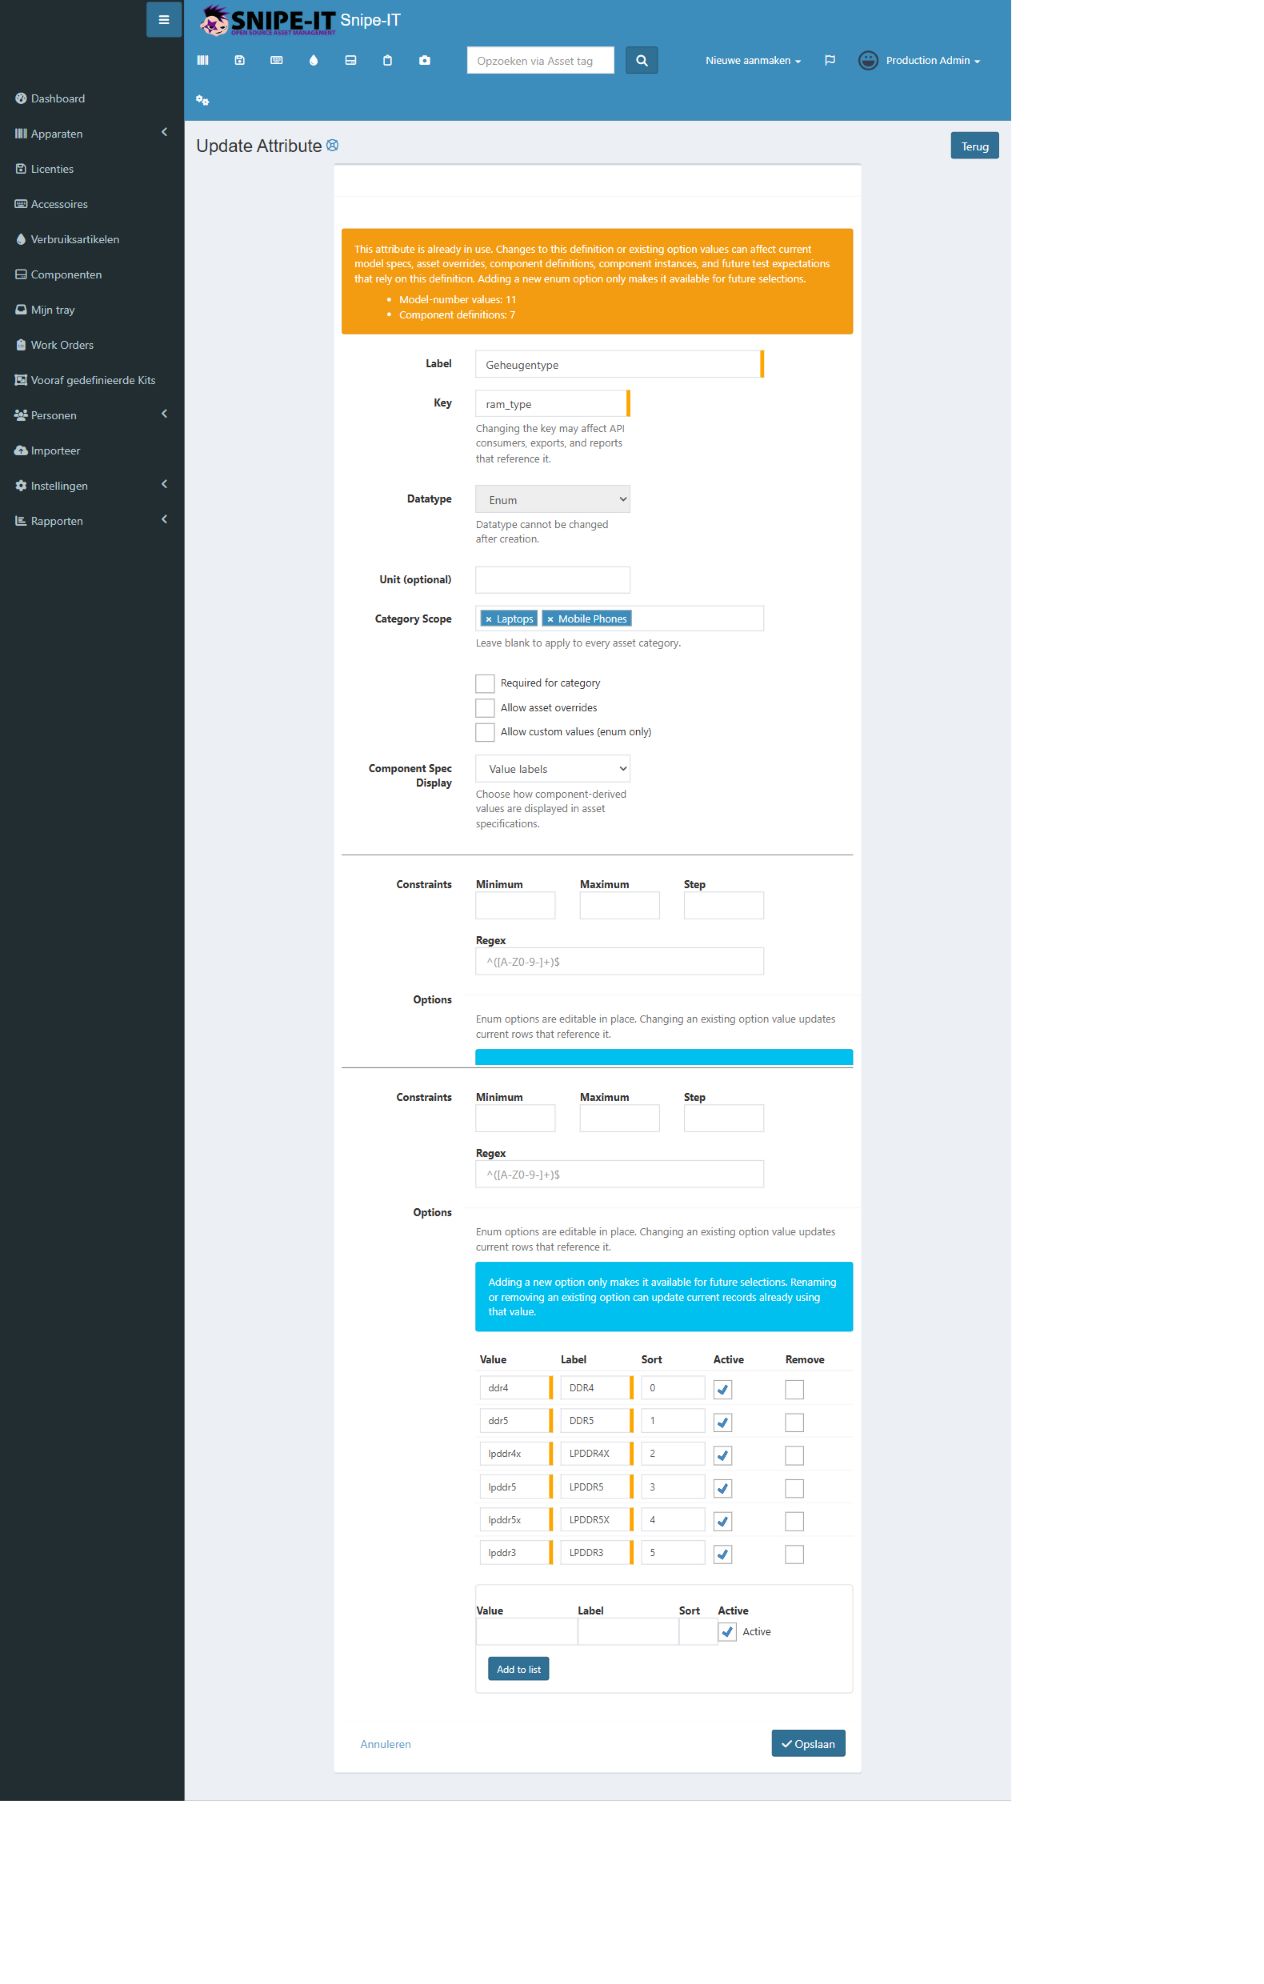 SNIPE-IT
OPEN SOURCE ASSET MANAGEMENT
Snipe-IT
Opzoeken via Asset tag
Nieuwe aanmaken
Production Admin
Dashboard
Apparaten
Licenties
Accessoires
Verbruiksartikelen
Componenten
Mijn tray
Work Orders
Vooraf gedefinieerde Kits
Personen
Importeer
Instellingen
Rapporten
Update Attribute
Terug
This attribute is already in use. Changes to this definition or existing option values can affect current
model specs, asset overrides, component definitions, component instances, and future test expectations
that rely on this definition. Adding a new enum option only makes it available for future selections.
• Model-number values: 11
• Component definitions: 7
Label
Geheugentype
Key
ram_type
Changing the key may affect API
consumers, exports, and reports
that reference it.
Datatype
Enum
Datatype cannot be changed
after creation.
Unit (optional)
Category Scope
× Laptops × Mobile Phones
Leave blank to apply to every asset category.
Required for category
Allow asset overrides
Allow custom values (enum only)
Component Spec
Display
Value labels
Choose how component-derived
values are displayed in asset
specifications.
Constraints
Minimum Maximum Step
Regex
^([A-Z0-9-]+)$
Options
Enum options are editable in place. Changing an existing option value updates
current rows that reference it.
Constraints
Minimum Maximum Step
Regex
^([A-Z0-9-]+)$
Options
Enum options are editable in place. Changing an existing option value updates
current rows that reference it.
Adding a new option only makes it available for future selections. Renaming
or removing an existing option can update current records already using
that value.
Value Label Sort Active Remove
ddr4 DDR4 0
ddr5 DDR5 1
lpddr4x LPDDR4X 2
lpddr5 LPDDR5 3
lpddr5x LPDDR5X 4
lpddr3 LPDDR3 5
Value Label Sort Active
Active
Add to list
Annuleren
Opslaan